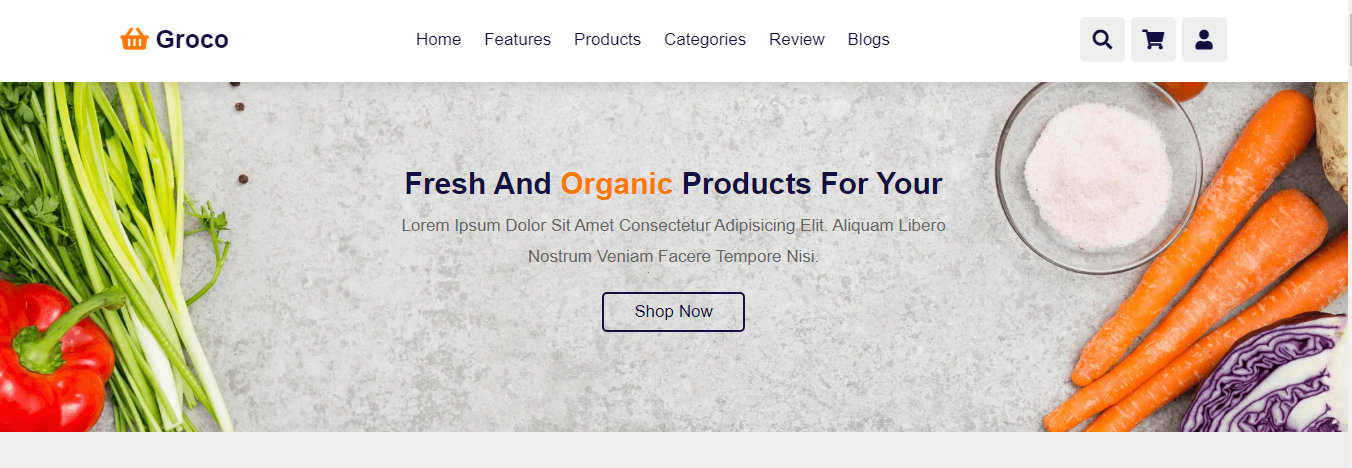 Groco
Home Features Products Categories Review Blogs
Fresh And Organic Products For Your
Lorem Ipsum Dolor Sit Amet Consectetur Adipisicing Elit. Aliquam Libero
Nostrum Veniam Facere Tempore Nisi.
Shop Now